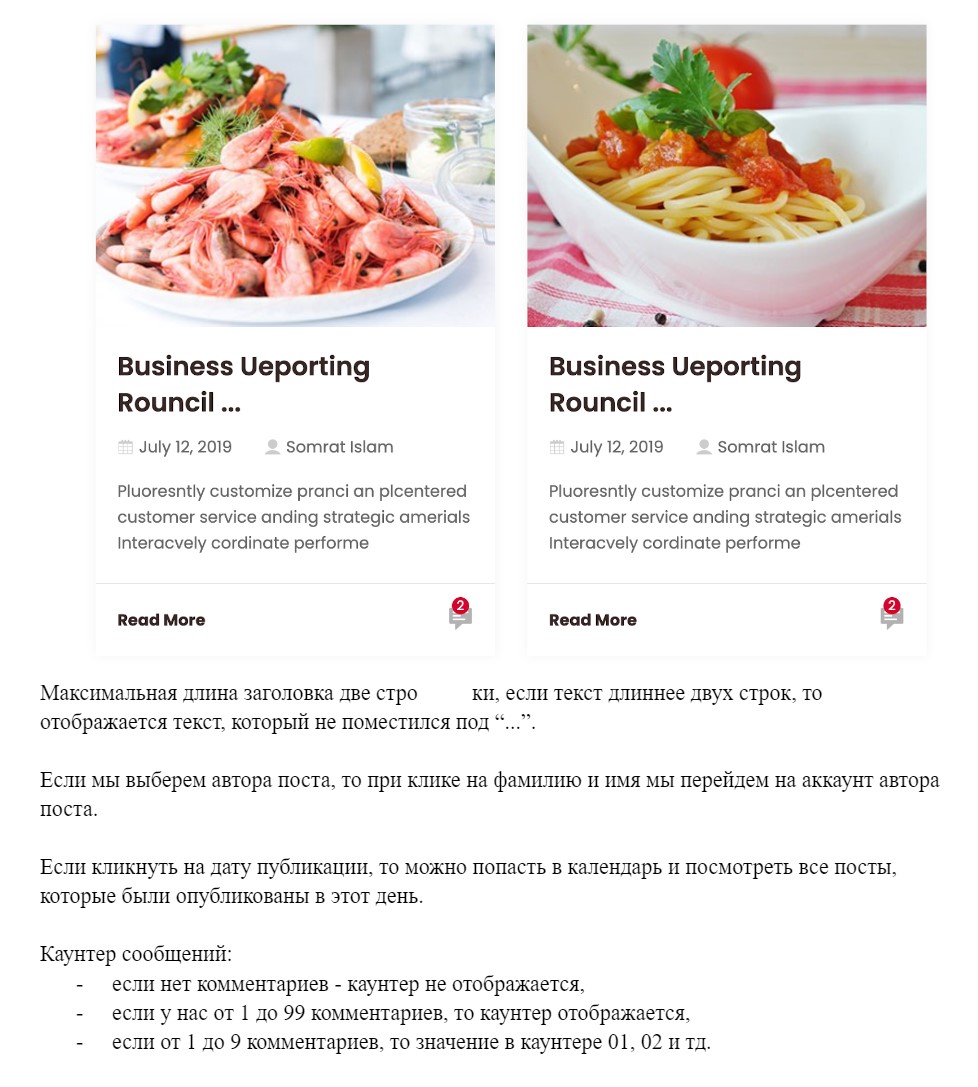 Business Ueporting
Rouncil ...
July 12, 2019 Somrat Islam
Pluoresntly customize pranci an plcentered
customer service anding strategic amerials
Interacvely cordinate performe
Read More 2
Business Ueporting
Rouncil ...
July 12, 2019 Somrat Islam
Pluoresntly customize pranci an plcentered
customer service anding strategic amerials
Interacvely cordinate performe
Read More 2
Максимальная длина заголовка две стро ки, если текст длиннее двух строк, то
отображается текст, который не поместился под “...”.
Если мы выберем автора поста, то при клике на фамилию и имя мы перейдем на аккаунт автора
поста.
Если кликнуть на дату публикации, то можно попасть в календарь и посмотреть все посты,
которые были опубликованы в этот день.
Каунтер сообщений:
- если нет комментариев - каунтер не отображается,
- если у нас от 1 до 99 комментариев, то каунтер отображается,
- если от 1 до 9 комментариев, то значение в каунтере 01, 02 и тд.